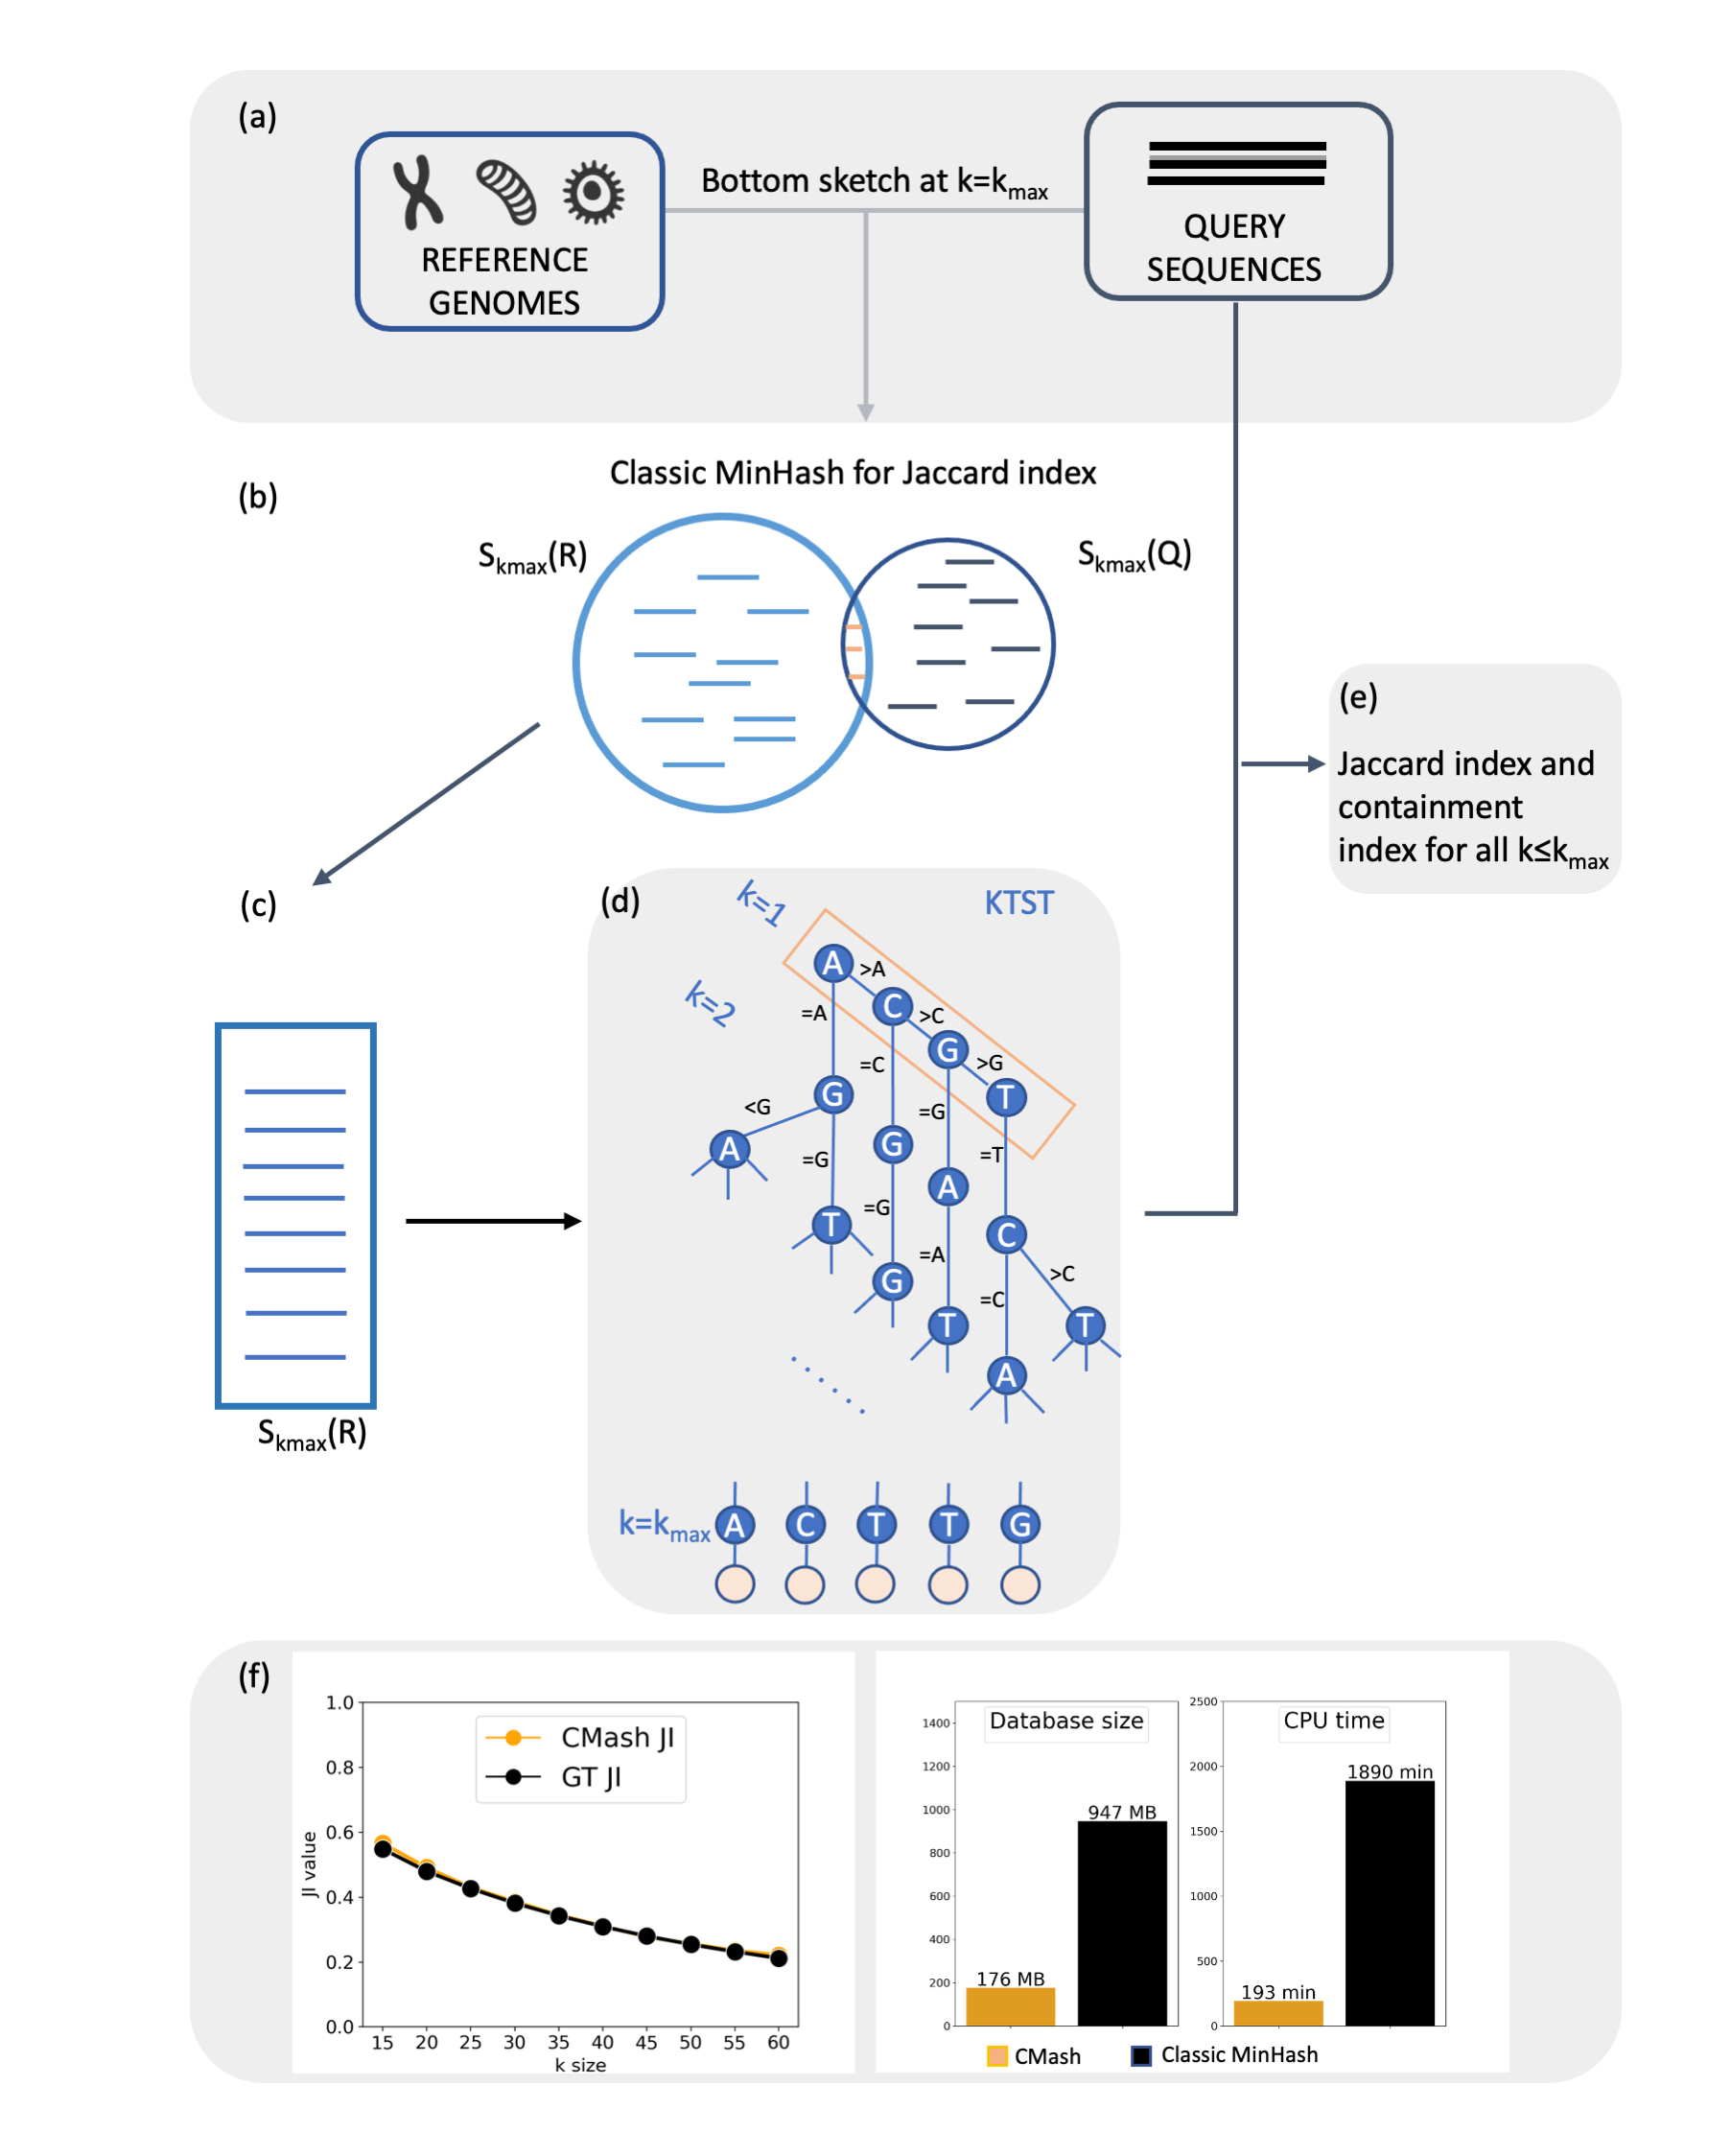 (a)
REFERENCE
GENOMES
Bottom sketch at k=kmax
QUERY
SEQUENCES
(b)
Classic MinHash for Jaccard index
Skmax(R)
Skmax(Q)
(e)
Jaccard index and
containment
index for all k≤kmax
(c)
Skmax(R)
(d)
KTST
k=1
k=2
A
>A
C
>C
G
>G
T
=A
=C
=G
=T
G
<G
A
=G
G
A
C
T
=G
=A
=C
>C
G
T
T
A
k=kmax
A
C
T
T
G
(f)
1.0
0.8
0.6
0.4
0.2
0.0
JI value
CMash JI
GT JI
15 20 25 30 35 40 45 50 55 60
k size
Database size
1400
1200
1000
800
600
400
200
0
176 MB
947 MB
CPU time
2500
2000
1500
1000
500
0
193 min
1890 min
CMash
Classic MinHash